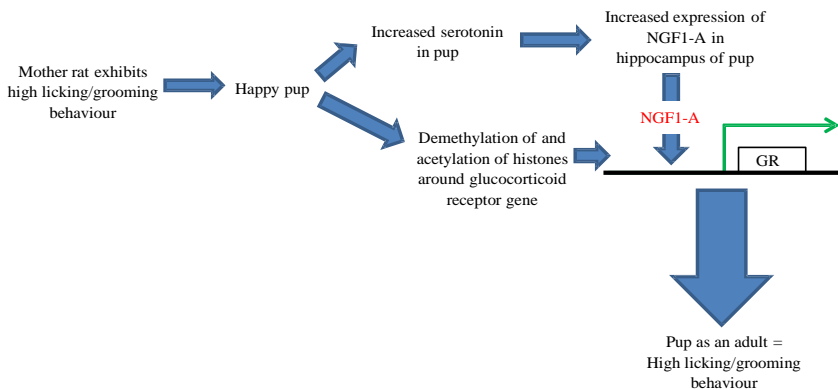 Mother rat exhibits
high licking/grooming
behaviour
Happy pup
Increased serotonin
in pup
Increased expression of
NGF1-A in
hippocampus of pup
NGF1-A
Demethylation of and
acetylation of histones
around glucocorticoid
receptor gene
GR
Pup as an adult =
High licking/grooming
behaviour